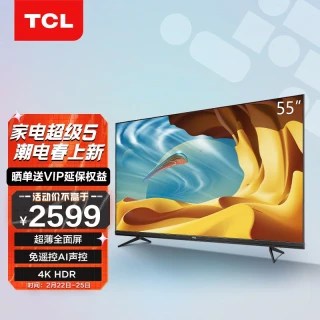 TCL
55"
家电超级5
潮电春上新
晒单送VIP延保权益
活动价不高于
¥2599
超薄全面屏
免遥控AI声控
4K HDR
时间：2月22日-25日
TCL